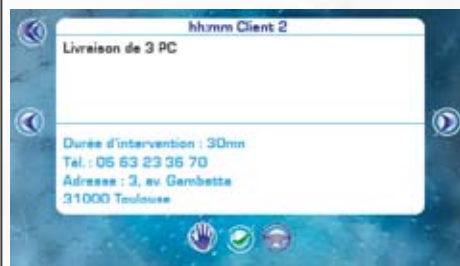 hh:mm Client 2
Livraison de 3 PC
Durée d'intervention : 30mn
Tél. : 05 63 23 36 70
Adresse : 3, av. Gambetta
31000 Toulouse